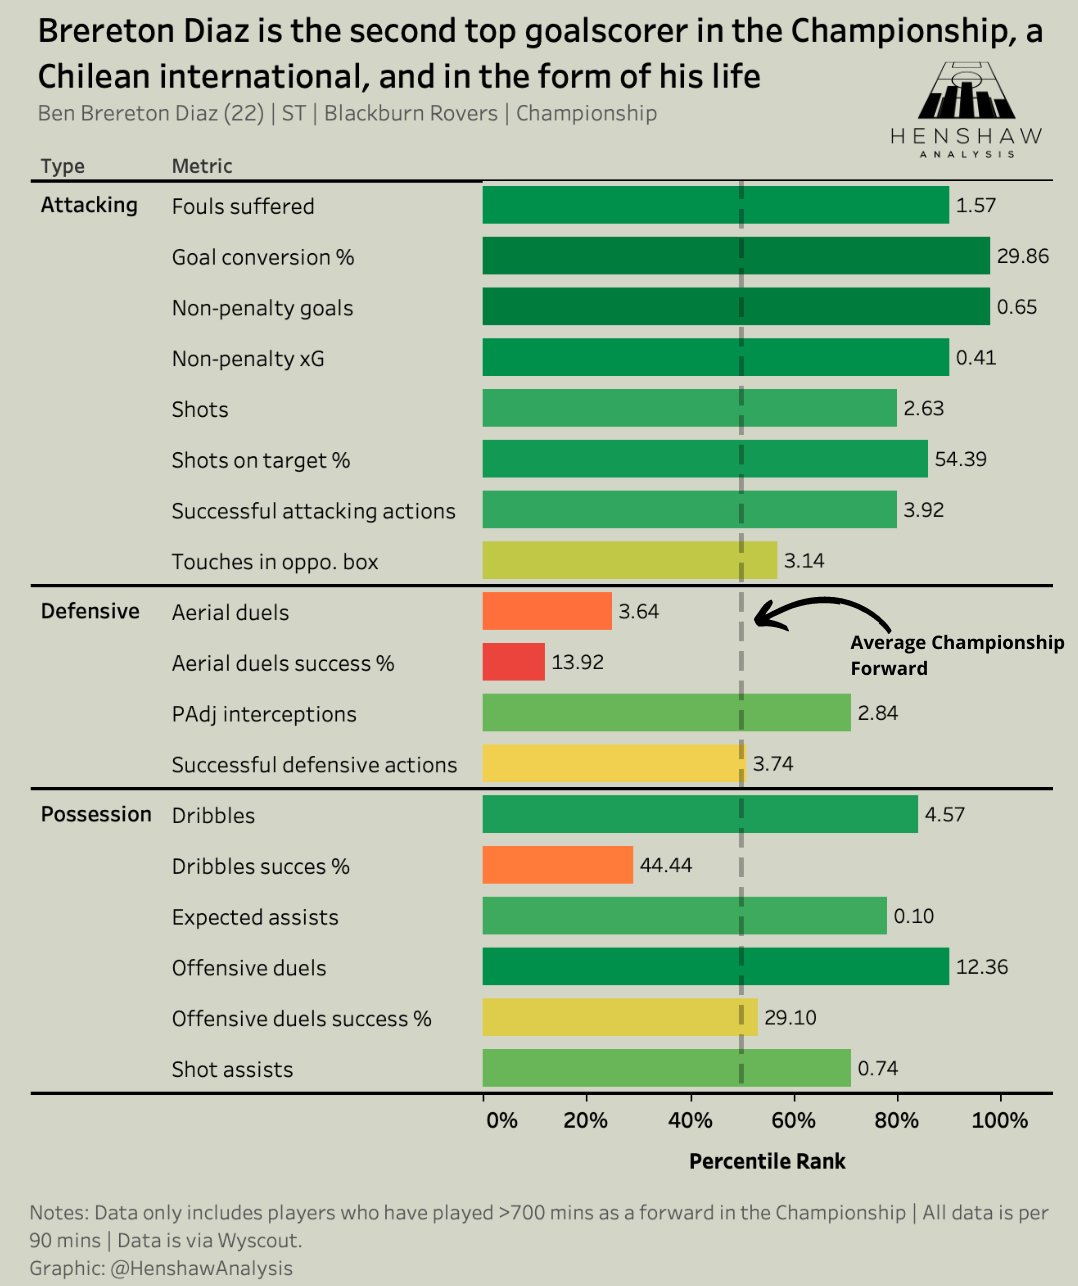 Brereton Diaz is the second top goalscorer in the Championship, a
Chilean international, and in the form of his life
Ben Brereton Diaz (22) | ST | Blackburn Rovers | Championship
HENSHAW
ANALYSIS
Type Metric
Attacking Fouls suffered 1.57
Goal conversion % 29.86
Non-penalty goals 0.65
Non-penalty xG 0.41
Shots 2.63
Shots on target % 54.39
Successful attacking actions 3.92
Touches in oppo. box 3.14
Defensive Aerial duels 3.64
Average Championship
Forward
Aerial duels success % 13.92
PAdj interceptions 2.84
Successful defensive actions 3.74
Possession Dribbles 4.57
Dribbles succes % 44.44
Expected assists 0.10
Offensive duels 12.36
Offensive duels success % 29.10
Shot assists 0.74
0% 20% 40% 60% 80% 100%
Percentile Rank
Notes: Data only includes players who have played >700 mins as a forward in the Championship | All data is per
90 mins | Data is via Wyscout.
Graphic: @HenshawAnalysis